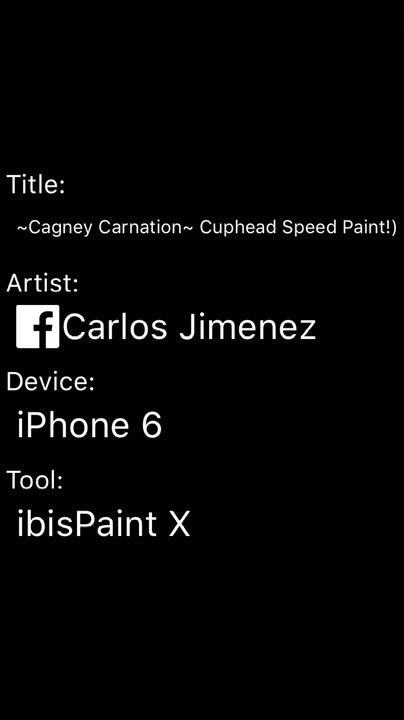 Title:
~Cagney Carnation~ Cuphead Speed Paint!)
Artist:
Carlos Jimenez
Device:
iPhone 6
Tool:
ibisPaint X